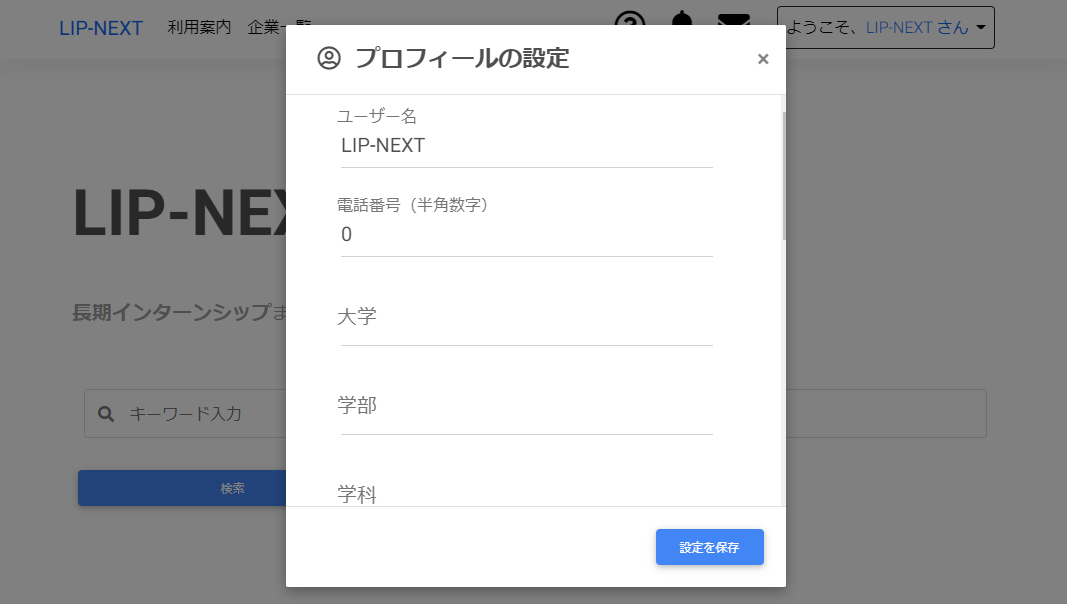 LIP-NEXT 利用案内 企業一覧 ようこそ、LIP-NEXT さん
プロフィールの設定 ×
ユーザー名
LIP-NEXT
電話番号（半角数字）
0
LIP-NEX
長期インターンシップま
大学
学部
キーワード入力
検索
学科
設定を保存